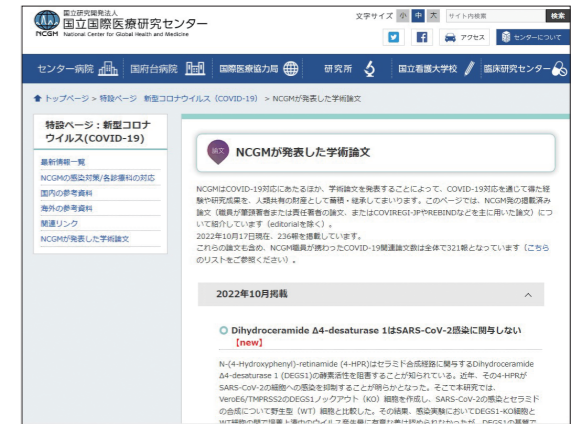 国立研究開発法人
国立国際医療研究センター
NCGM National Center for Global Health and Medicine
文字サイズ 小 中 大 サイト内検索 検索
アクセス センターについて
センター病院 国府台病院 国際医療協力局 研究所 国立看護大学校 臨床研究センター
トップページ > 特設ページ 新型コロナウイルス (COVID-19) > NCGMが発表した学術論文
特設ページ:新型コロナ
ウイルス(COVID-19)
最新情報一覧
NCGMの感染対策/各診療科の対応
国内の参考資料
海外の参考資料
関連リンク
NCGMが発表した学術論文
論文 NCGMが発表した学術論文
NCGMはCOVID-19対応にあたるほか、学術論文を発表することによって、COVID-19対応を通じて得た経
験や研究成果を、人類共有の財産として蓄積・継承してまいります。このページでは、NCGM発の掲載済み
論文(職員が筆頭著者または責任著者の論文、またはCOVIREGI-JPやREBINDなどを主に用いた論文)につ
いて紹介しています(editorialを除く)。
2022年10月17日現在、236報を掲載しています。
これらの論文も含め、NCGM職員が携わったCOVID-19関連論文数は全体で321報となっています(こちら
のリストをご参照ください)。
2022年10月掲載
Dihydroceramide Δ4-desaturase 1はSARS-CoV-2感染に関与しない
【new】
N-(4-Hydroxyphenyl)-retinamide (4-HPR)はセラミド合成経路に関与するDihydroceramide
Δ4-desaturase 1 (DEGS1)の酵素活性を阻害することが知られている。近年、その4-HPRが
SARS-CoV-2の細胞への感染を抑制することが明らかとなった。そこで本研究では、
VeroE6/TMPRSS2のDEGS1ノックアウト(KO)細胞を作成し、SARS-CoV-2の感染とセラミド
の合成について野生型(WT)細胞と比較した。その結果、感染実験においてDEGS1-KO細胞と